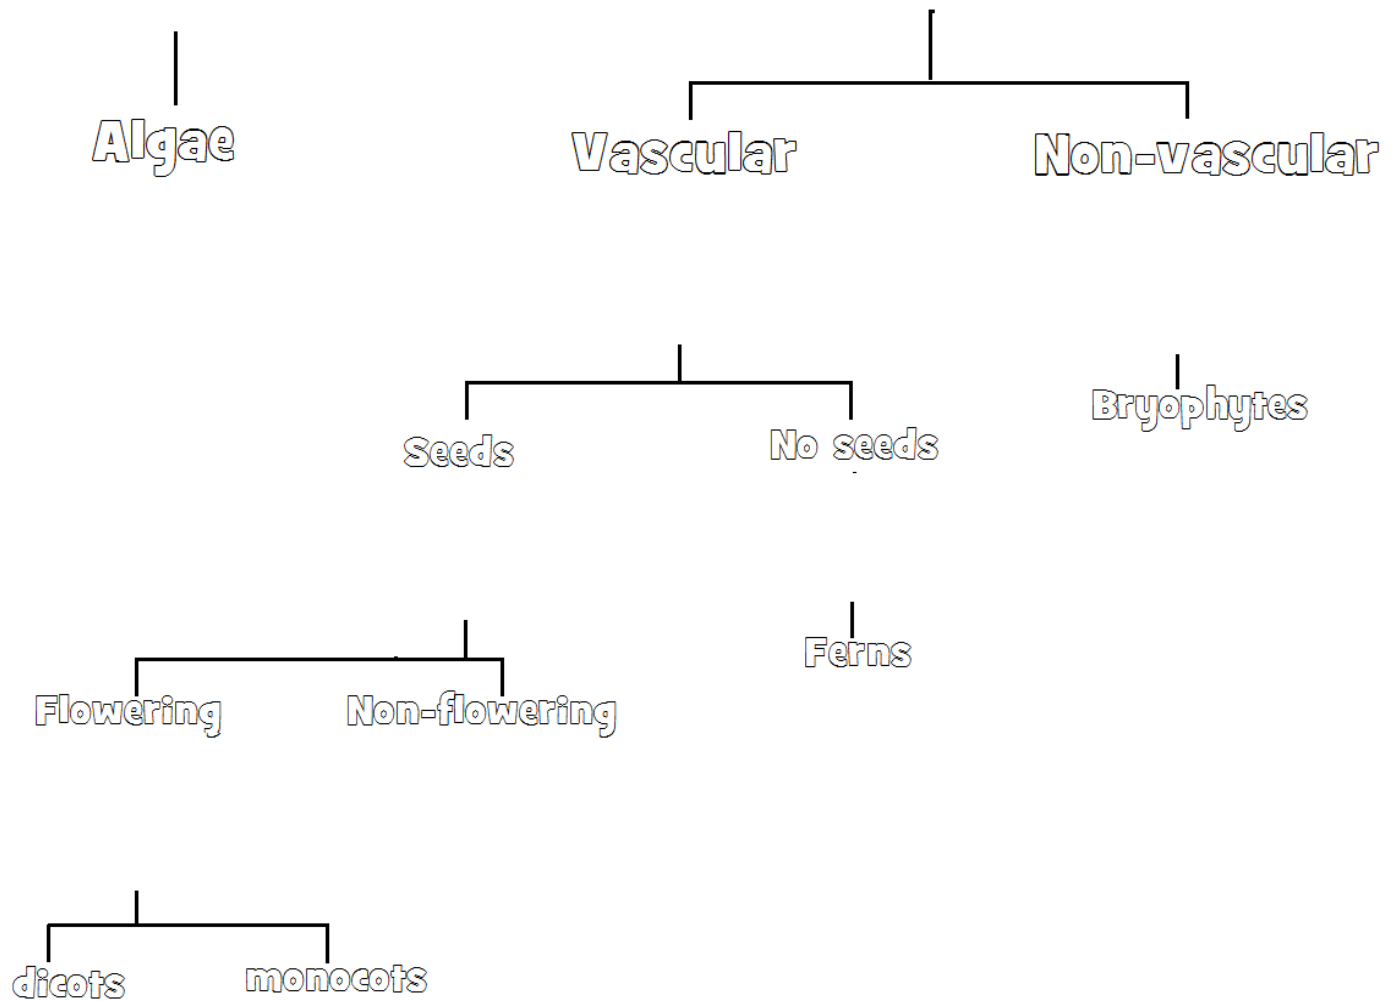 Algae
Vascular
Non-vascular
Seeds
No seeds
Bryophytes
Ferns
Flowering
Non-flowering
dicots
monocots